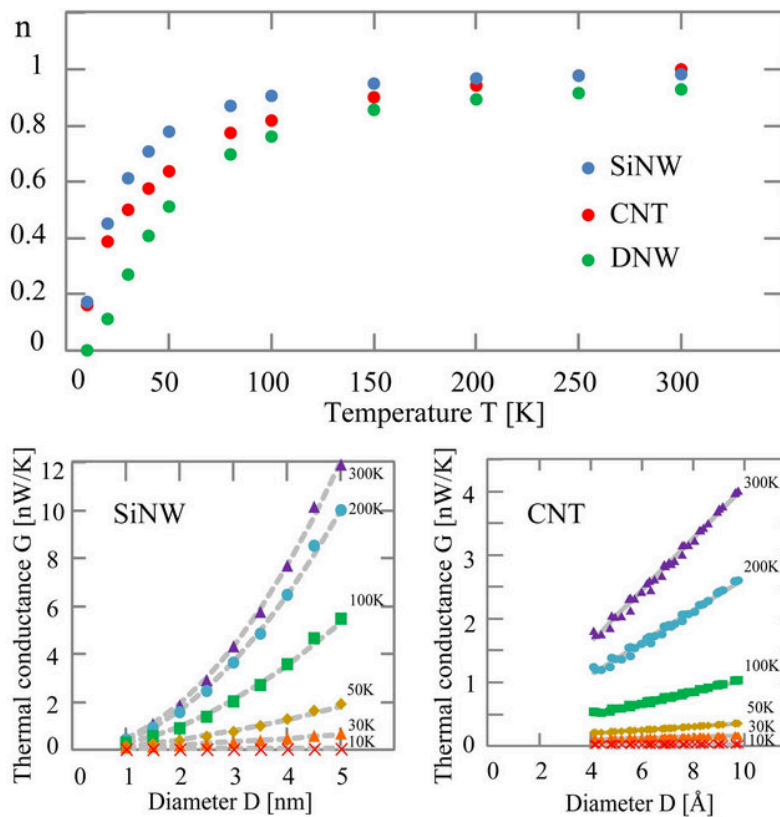 n
1
0.8
0.6
0.4
0.2
0
SiNW
CNT
DNW
50
100
150
200
250
300
Temperature T [K]
Thermal conductance G [nW/K]
12
10
8
6
4
2
0
SiNW
300K
200K
100K
50K
30K
10K
0
1
2
3
4
5
Diameter D [nm]
Thermal conductance G [nW/K]
4
3
2
1
0
CNT
300K
200K
100K
50K
30K
10K
0
2
4
6
8
10
Diameter D [Å]